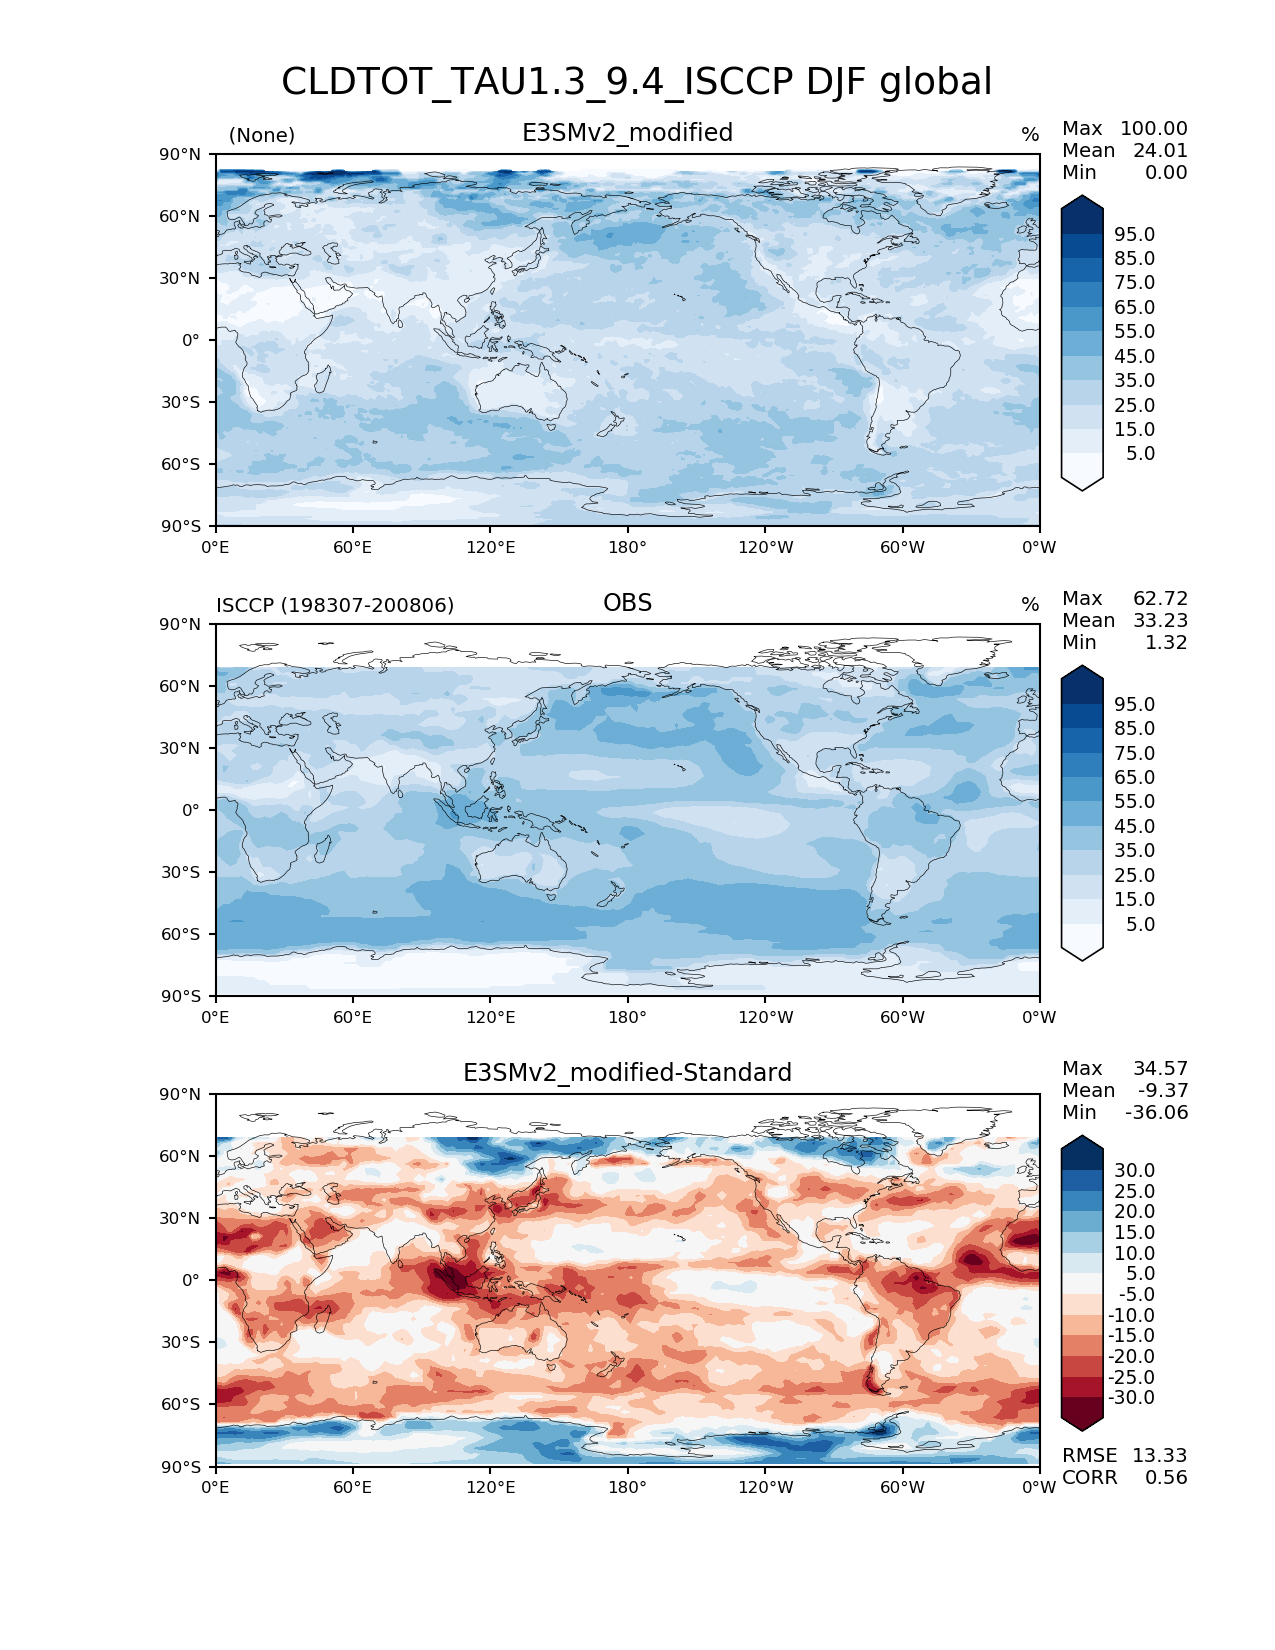 CLDTOT_TAU1.3_9.4_ISCCP DJF global
(None) E3SMv2_modified %
Max 100.00
Mean 24.01
Min 0.00
90°N
60°N
30°N
0°
30°S
60°S
90°S
0°E 60°E 120°E 180° 120°W 60°W 0°W
95.0
85.0
75.0
65.0
55.0
45.0
35.0
25.0
15.0
5.0
ISCCP (198307-200806) OBS %
Max 62.72
Mean 33.23
Min 1.32
90°N
60°N
30°N
0°
30°S
60°S
90°S
0°E 60°E 120°E 180° 120°W 60°W 0°W
95.0
85.0
75.0
65.0
55.0
45.0
35.0
25.0
15.0
5.0
E3SMv2_modified-Standard
Max 34.57
Mean -9.37
Min -36.06
90°N
60°N
30°N
0°
30°S
60°S
90°S
0°E 60°E 120°E 180° 120°W 60°W 0°W
30.0
25.0
20.0
15.0
10.0
5.0
-5.0
-10.0
-15.0
-20.0
-25.0
-30.0
RMSE 13.33
CORR 0.56